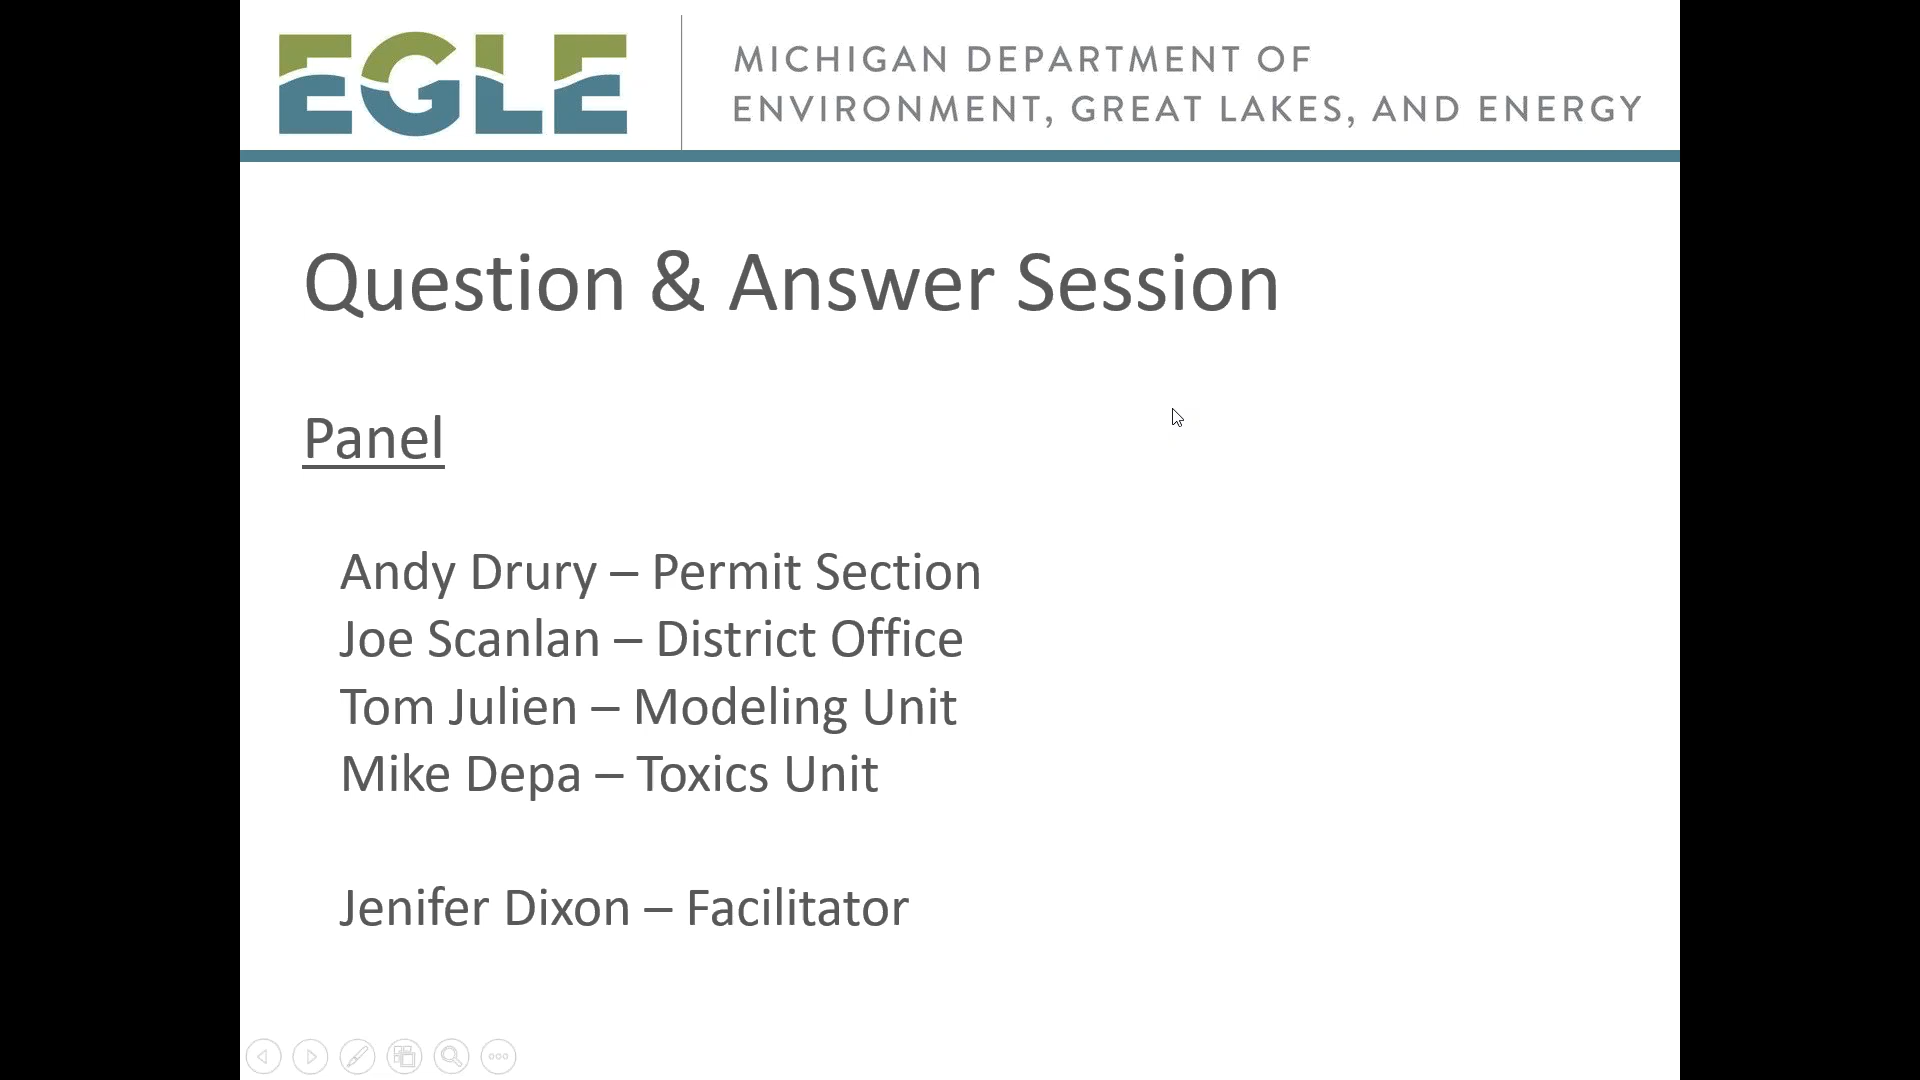 EGLE
MICHIGAN DEPARTMENT OF
ENVIRONMENT, GREAT LAKES, AND ENERGY
Question & Answer Session
Panel
Andy Drury – Permit Section
Joe Scanlan – District Office
Tom Julien – Modeling Unit
Mike Depa – Toxics Unit
Jenifer Dixon – Facilitator